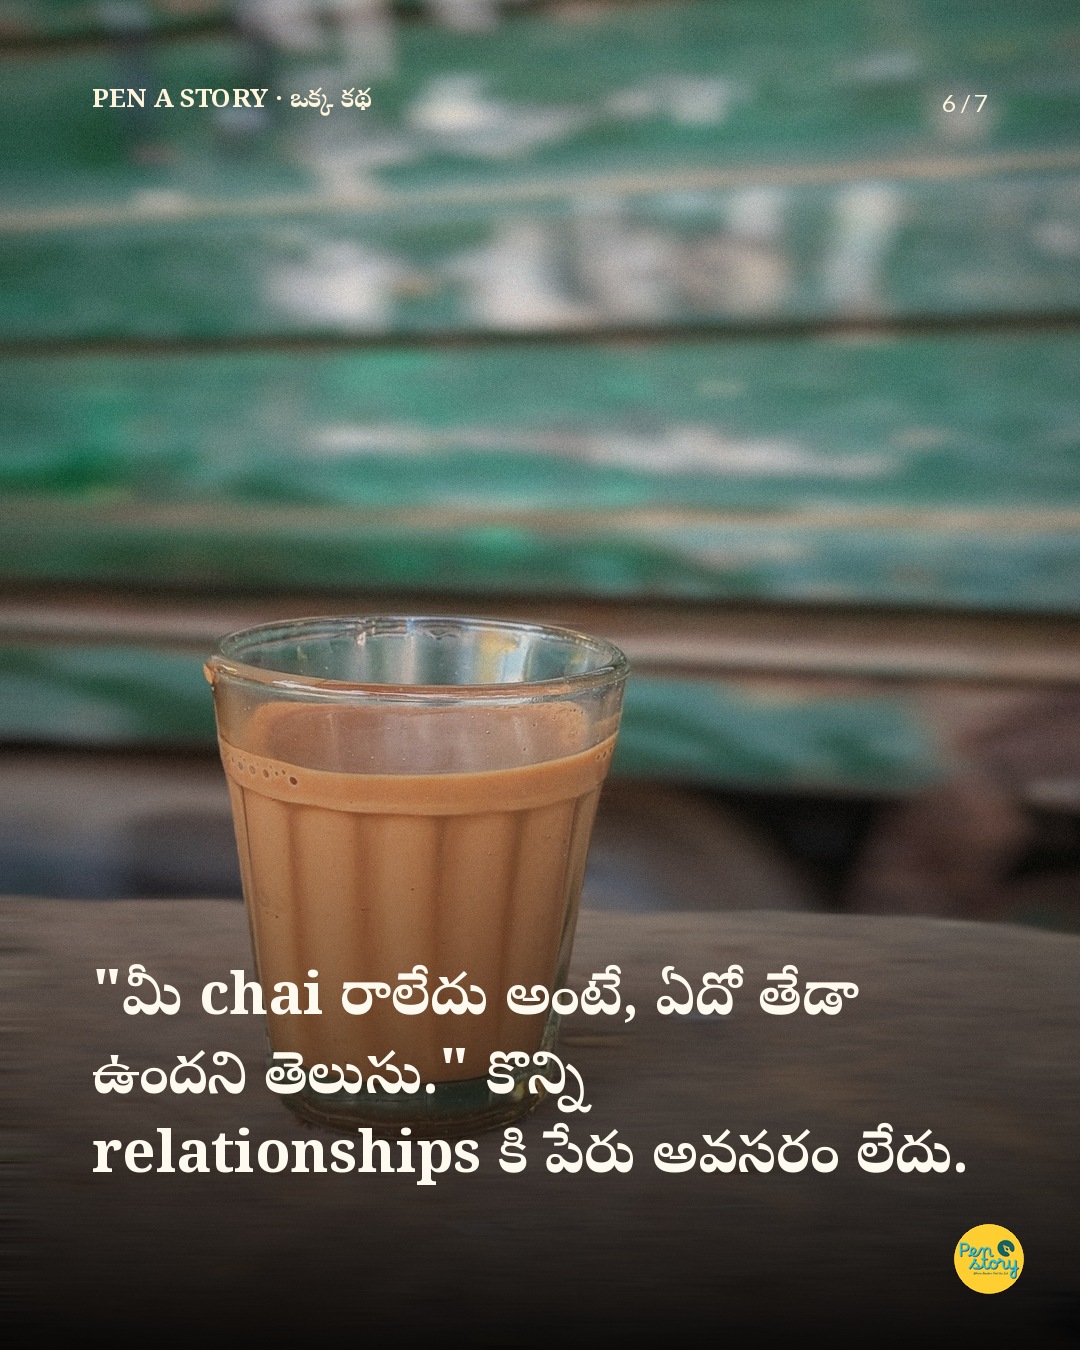 PEN A STORY · ఒక్క కథ
6/7
"మీ chai రాలేదు అంటే, ఏదో తేడా
ఉందని తెలుసు." కొన్ని
relationships కి పేరు అవసరం లేదు.
Pen
story